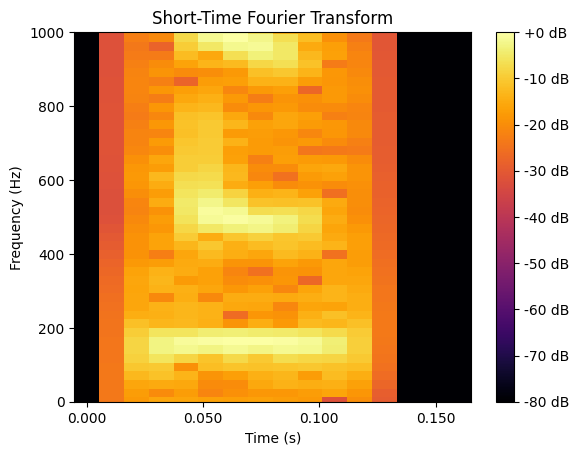 Short-Time Fourier Transform
1000
800
600
400
200
0
Frequency (Hz)
0.000
0.050
0.100
0.150
Time (s)
+0 dB
-10 dB
-20 dB
-30 dB
-40 dB
-50 dB
-60 dB
-70 dB
-80 dB